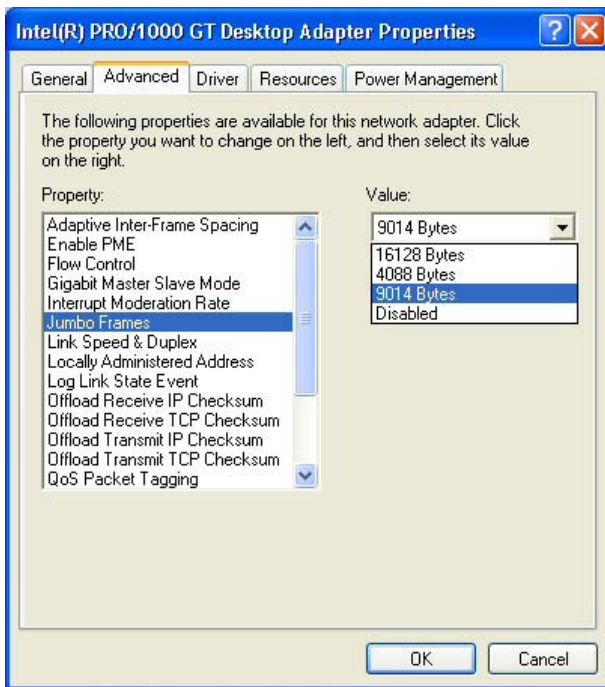 Intel(R) PRO/1000 GT Desktop Adapter Properties
General Advanced Driver Resources Power Management
The following properties are available for this network adapter. Click
the property you want to change on the left, and then select its value
on the right.
Property:
Value:
Adaptive Inter-Frame Spacing
Enable PME
Flow Control
Gigabit Master Slave Mode
Interrupt Moderation Rate
Jumbo Frames
Link Speed & Duplex
Locally Administered Address
Log Link State Event
Offload Receive IP Checksum
Offload Receive TCP Checksum
Offload Transmit IP Checksum
Offload Transmit TCP Checksum
QoS Packet Tagging
9014 Bytes
16128 Bytes
4088 Bytes
9014 Bytes
Disabled
OK
Cancel